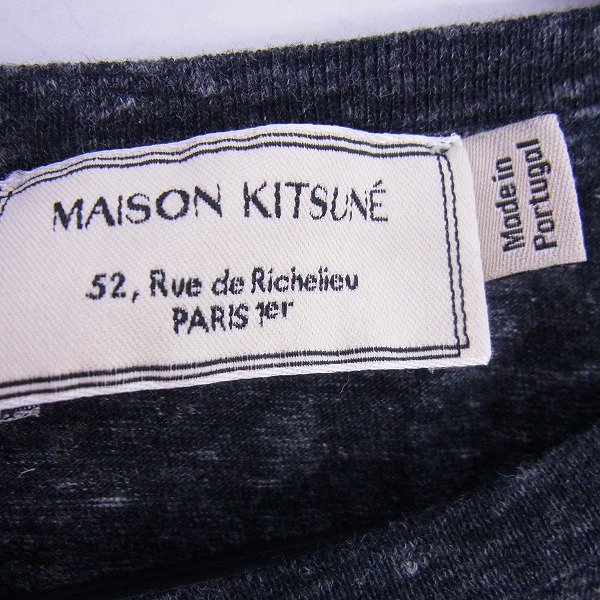 MAISON KITSUNÉ
52, Rue de Richelieu
PARIS 1er
Made in
Portugal